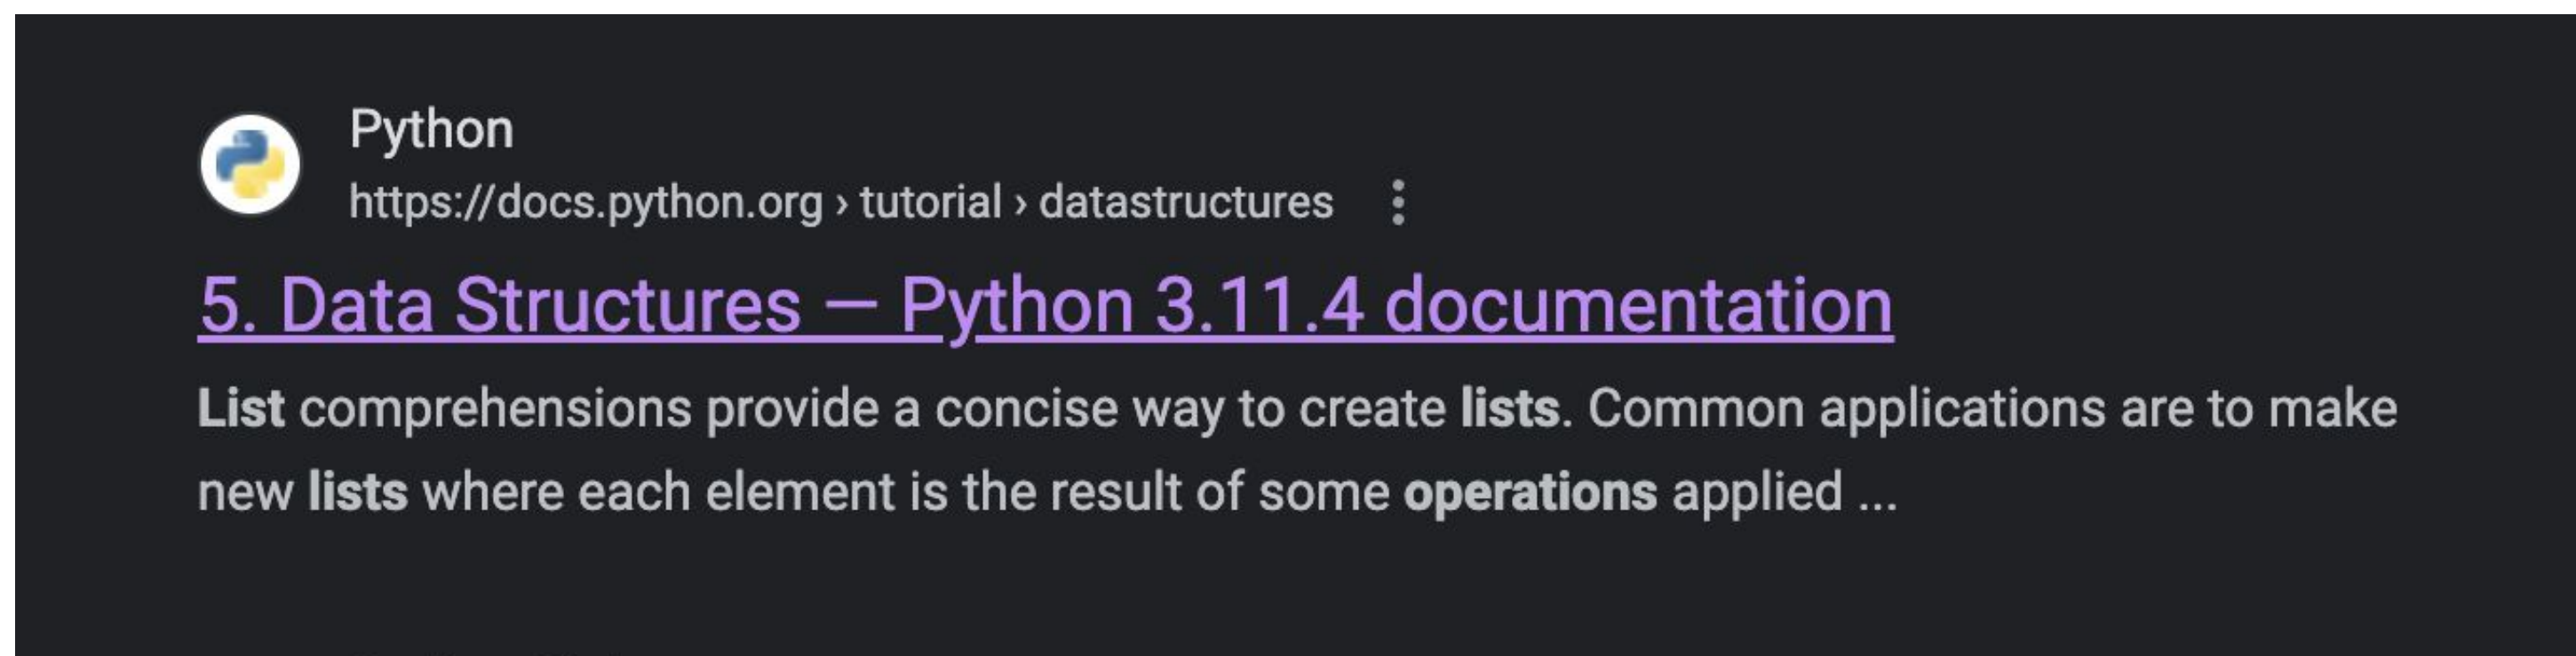 Python
https://docs.python.org › tutorial › datastructures
5. Data Structures — Python 3.11.4 documentation
List comprehensions provide a concise way to create lists. Common applications are to make
new lists where each element is the result of some operations applied ...